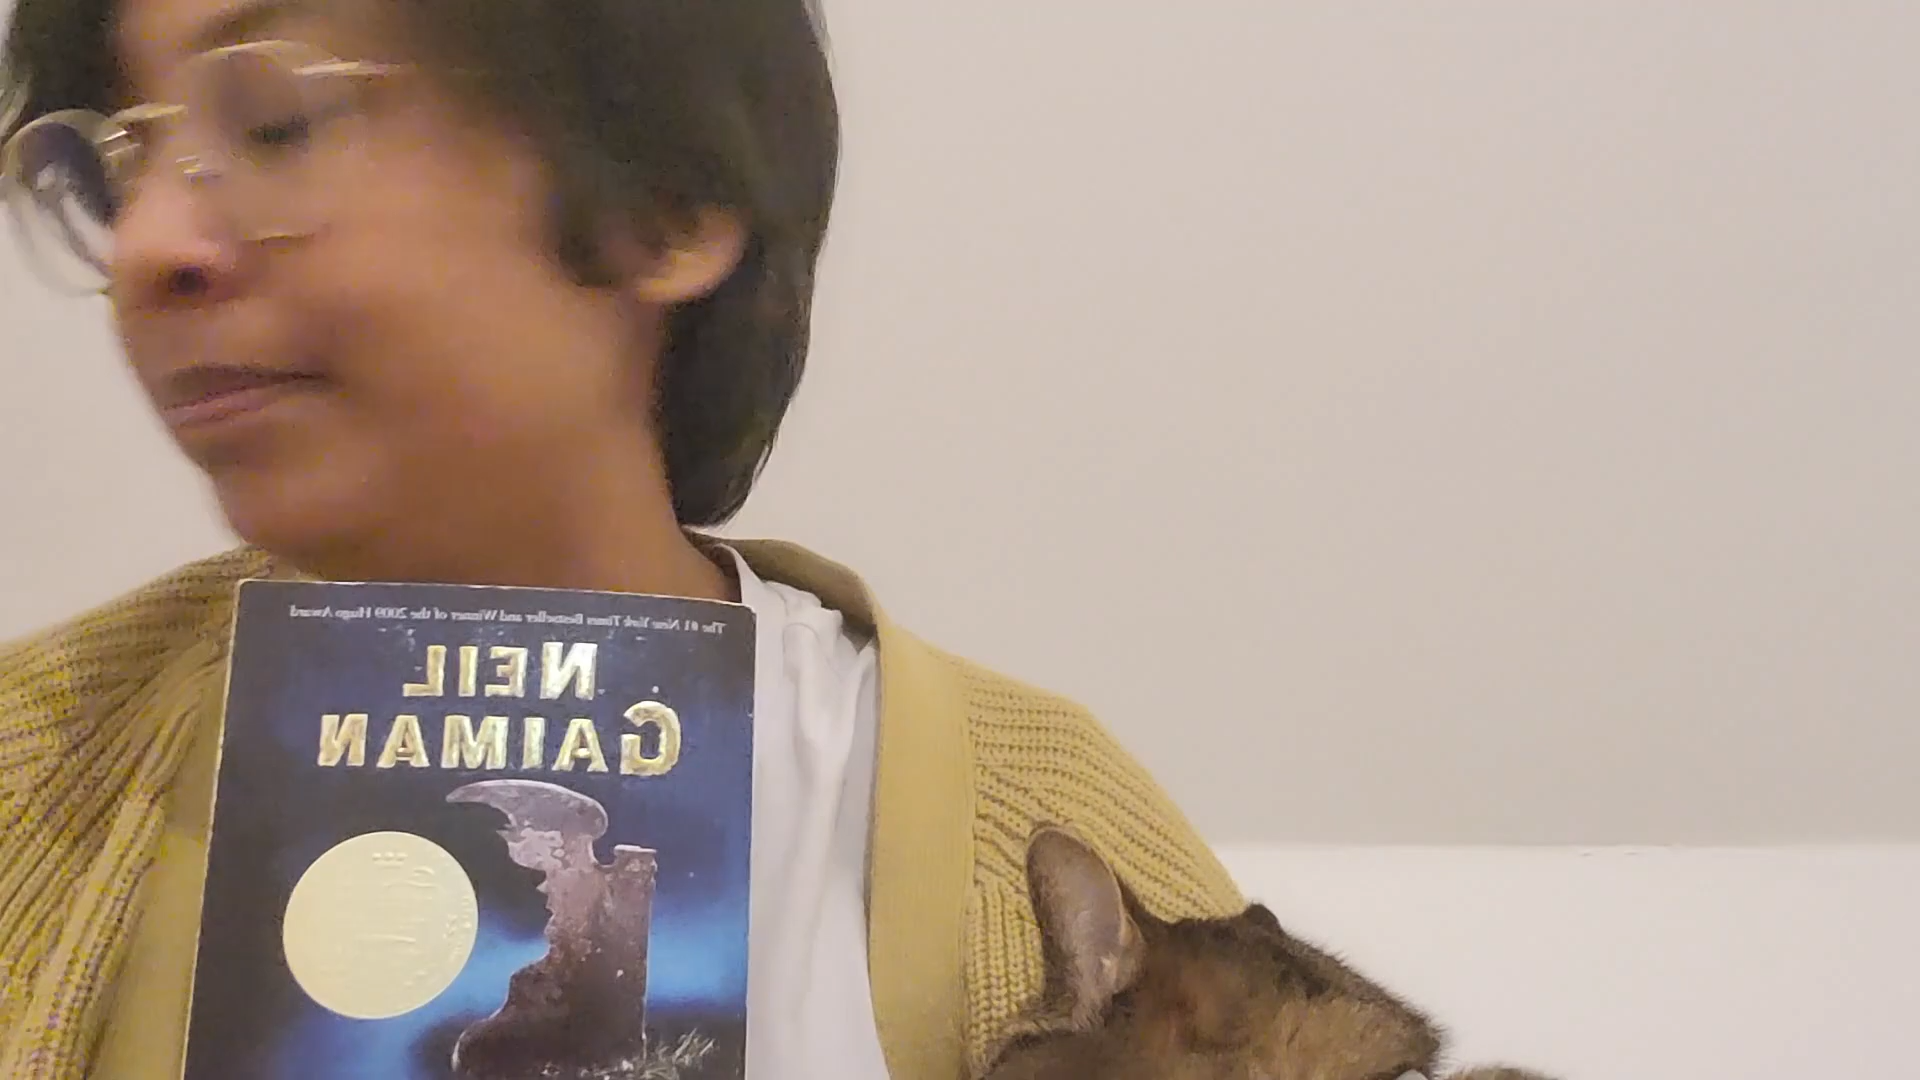 The #1 New York Times Bestseller and Winner of the 2009 Hugo Award
NEIL
GAIMAN